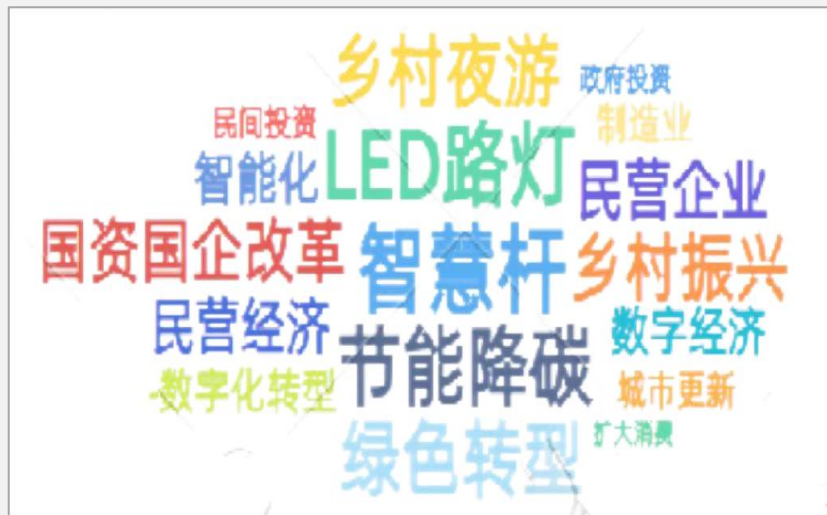 乡村夜游
政府投资
民间投资
制造业
LED路灯
智能化
民营企业
国资国企改革
智慧杆
乡村振兴
民营经济
数字经济
节能降碳
-数字化转型
城市更新
绿色转型
扩大消费